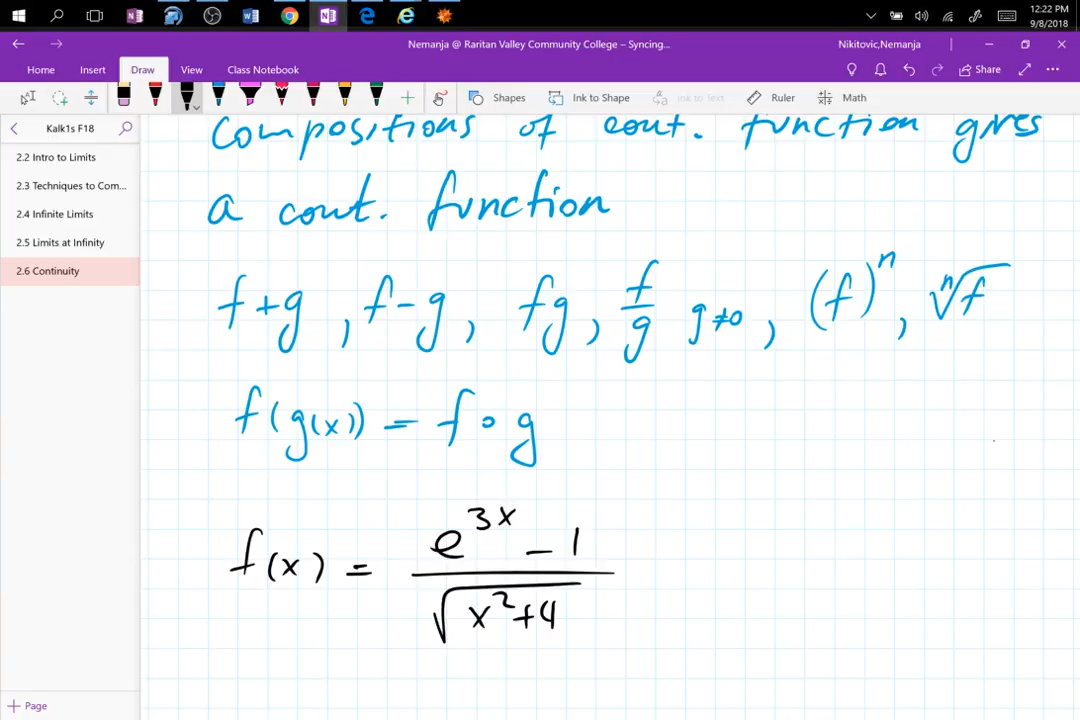 12:22 PM
9/8/2018
Nemanja @ Raritan Valley Community College – Syncing...
Nikitovic,Nemanja
Home Insert Draw View Class Notebook
Share
Shapes Ink to Shape Ink to Text Ruler Math
Kalk1s F18
2.2 Intro to Limits
2.3 Techniques to Com...
2.4 Infinite Limits
2.5 Limits at Infinity
2.6 Continuity
Page
Compositions of cont. function gives
a cont. function
f+g, f-g, fg, f/g g≠0, (f)^n, ⁿ√f
f(g(x)) = f∘g
f(x) = (e^{3x} - 1)/√(x²+4)